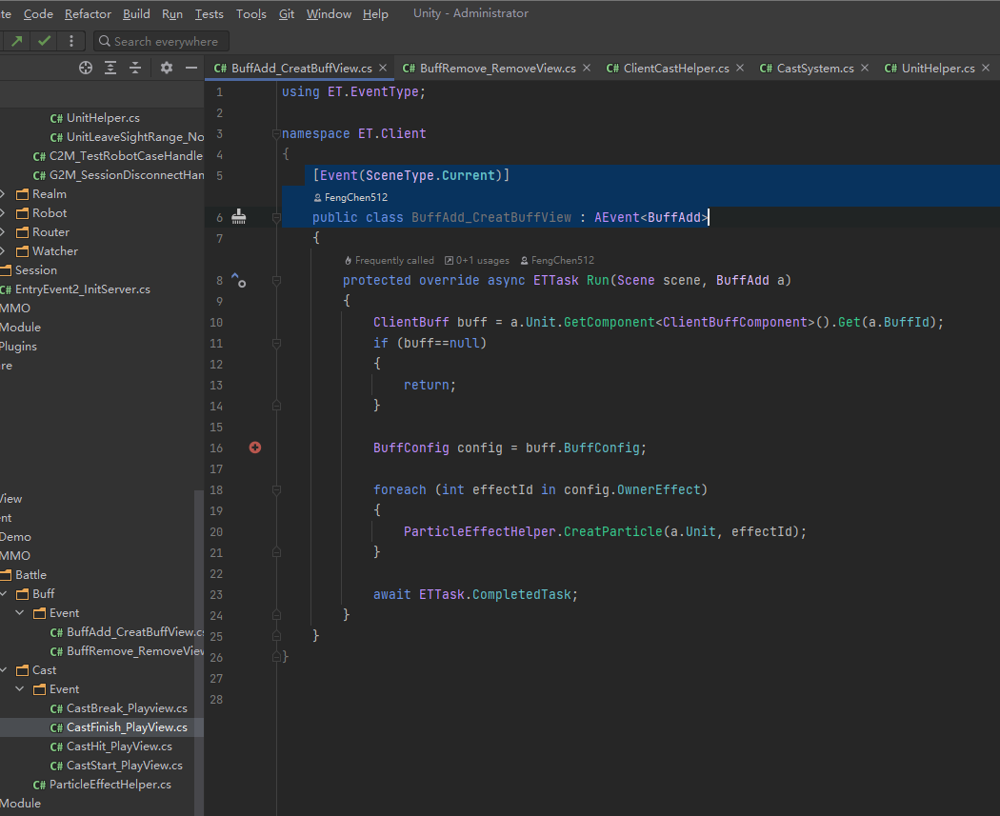 te Code Refactor Build Run Tests Tools Git Window Help Unity - Administrator
Search everywhere
C# BuffAdd_CreatBuffView.cs C# BuffRemove_RemoveView.cs C# ClientCastHelper.cs C# CastSystem.cs C# UnitHelper.cs
C# UnitHelper.cs
C# UnitLeaveSightRange_No
C# C2M_TestRobotCaseHandle
C# G2M_SessionDisconnectHan
Realm
Robot
Router
Watcher
Session
C# EntryEvent2_InitServer.cs
MMO
Module
Plugins
re
View
nt
Demo
MMO
Battle
Buff
Event
C# BuffAdd_CreatBuffView.cs
C# BuffRemove_RemoveView
Cast
Event
C# CastBreak_Playview.cs
C# CastFinish_PlayView.cs
C# CastHit_PlayView.cs
C# CastStart_PlayView.cs
C# ParticleEffectHelper.cs
Module
1 using ET.EventType;
2
3 namespace ET.Client
4 {
5 [Event(SceneType.Current)]
FengChen512
6 public class BuffAdd_CreatBuffView : AEvent<BuffAdd>
7 {
Frequently called 0+1 usages FengChen512
8 protected override async ETTask Run(Scene scene, BuffAdd a)
9 {
10 ClientBuff buff = a.Unit.GetComponent<ClientBuffComponent>().Get(a.BuffId);
11 if (buff==null)
12 {
13 return;
14 }
15
16 BuffConfig config = buff.BuffConfig;
17
18 foreach (int effectId in config.OwnerEffect)
19 {
20 ParticleEffectHelper.CreatParticle(a.Unit, effectId);
21 }
22
23 await ETTask.CompletedTask;
24 }
25 }
26 }
27
28